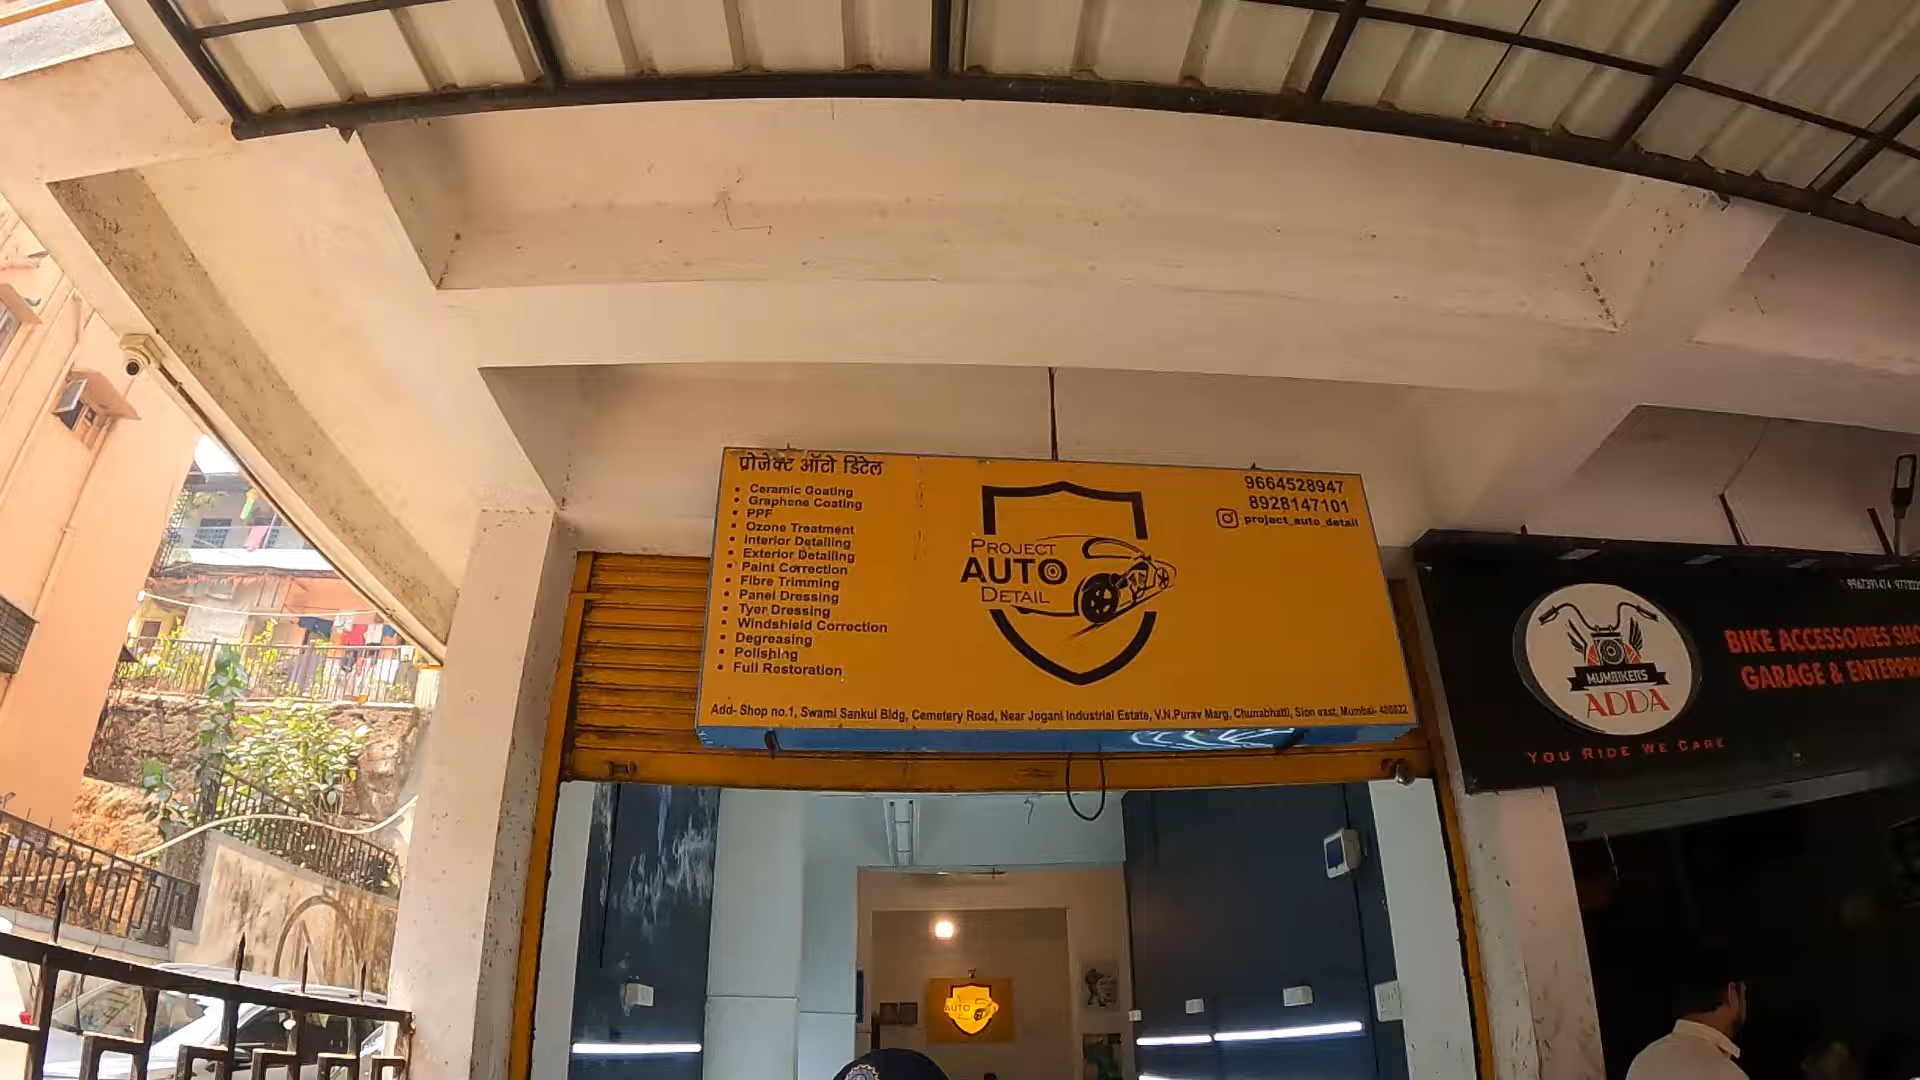 प्रोजेक्ट ऑटो डिटेल
• Ceramic Coating
• Graphene Coating
• PPF
• Ozone Treatment
• Interior Detailing
• Exterior Detailing
• Paint Correction
• Fibre Trimming
• Panel Dressing
• Tyer Dressing
• Windshield Correction
• Degreasing
• Polishing
• Full Restoration
PROJECT
AUTO
DETAIL
9664528947
8928147101
project_auto_detail
Add- Shop no.1, Swami Sankul Bldg, Cemetery Road, Near Jogani Industrial Estate, V.N.Purav Marg, Chunabhatti, Sion east, Mumbai- 400022
MUMBIKERS
ADDA
YOU RIDE WE CARE
BIKE ACCESSORIES
GARAGE &
AUTO